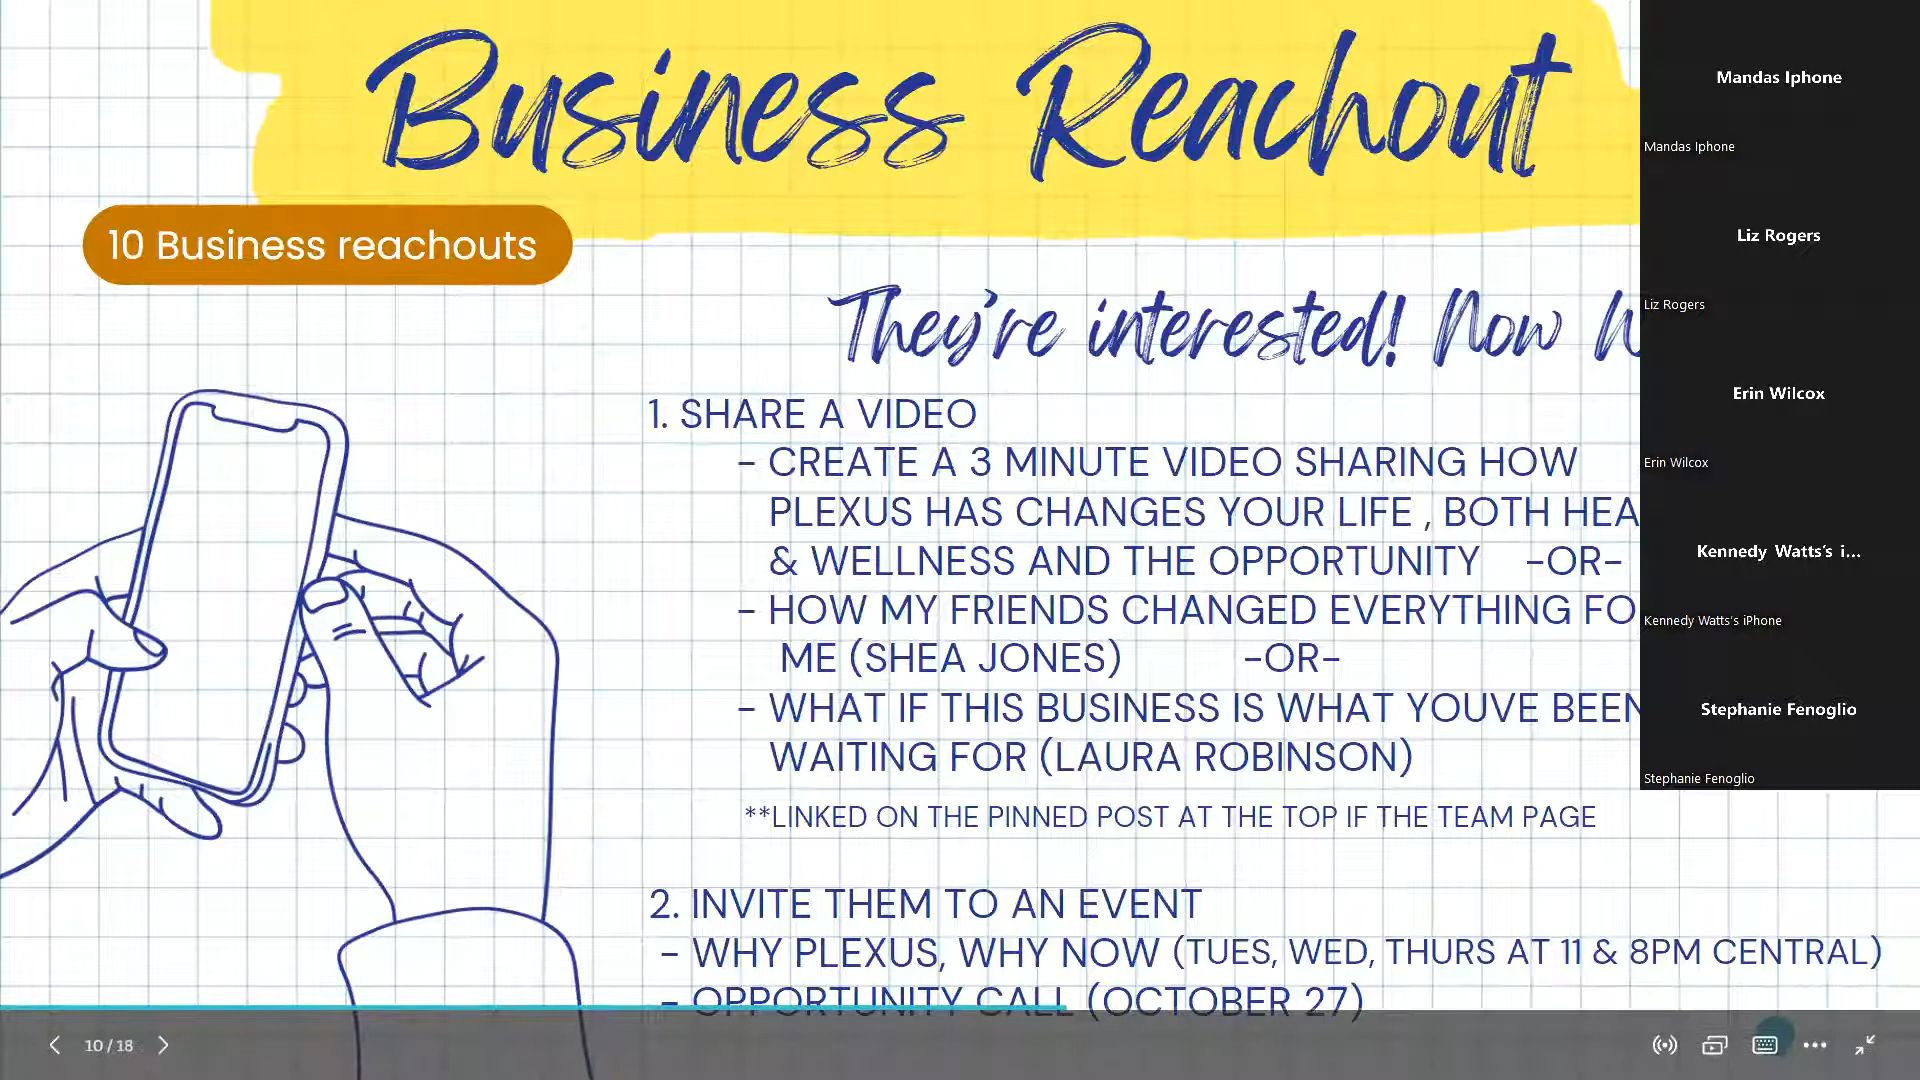 Business Reachout
10 Business reachouts
They're interested! Now
1. SHARE A VIDEO
- CREATE A 3 MINUTE VIDEO SHARING HOW
PLEXUS HAS CHANGES YOUR LIFE , BOTH HEA
& WELLNESS AND THE OPPORTUNITY -OR-
- HOW MY FRIENDS CHANGED EVERYTHING FO
ME (SHEA JONES) -OR-
- WHAT IF THIS BUSINESS IS WHAT YOUVE BEEN
WAITING FOR (LAURA ROBINSON)
**LINKED ON THE PINNED POST AT THE TOP IF THE TEAM PAGE
2. INVITE THEM TO AN EVENT
- WHY PLEXUS, WHY NOW (TUES, WED, THURS AT 11 & 8PM CENTRAL)
- OPPORTUNITY CALL (OCTOBER 27)
10 / 18
Mandas Iphone
Mandas Iphone
Liz Rogers
Liz Rogers
Erin Wilcox
Erin Wilcox
Kennedy Watts's i...
Kennedy Watts's iPhone
Stephanie Fenoglio
Stephanie Fenoglio